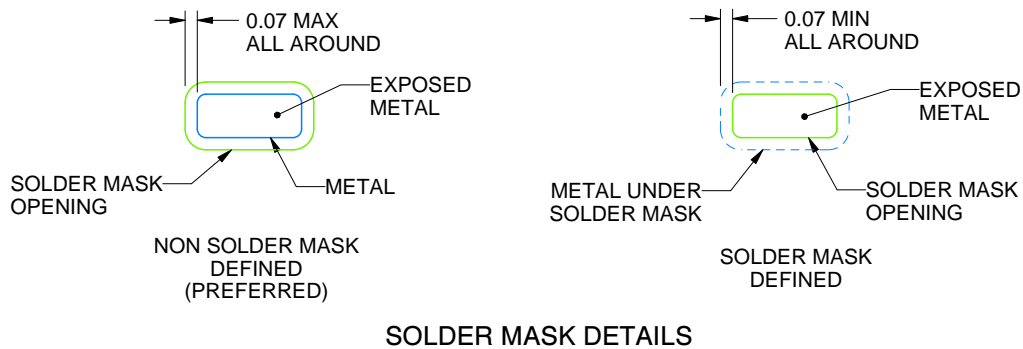 0.07 MAX
ALL AROUND
EXPOSED
METAL
SOLDER MASK
OPENING
METAL
NON SOLDER MASK
DEFINED
(PREFERRED)
0.07 MIN
ALL AROUND
EXPOSED
METAL
METAL UNDER
SOLDER MASK
SOLDER MASK
OPENING
SOLDER MASK
DEFINED
SOLDER MASK DETAILS